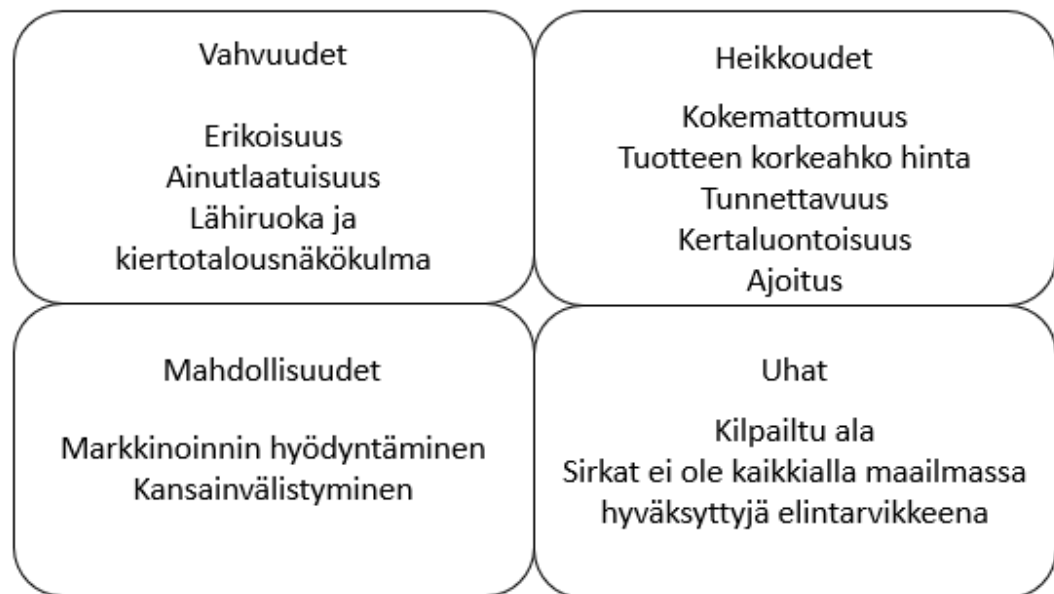 Vahvuudet
Erikoisuus
Ainutlaatuisuus
Lähiruoka ja
kiertotalousnäkökulma
Heikkoudet
Kokemattomuus
Tuotteen korkeahko hinta
Tunnettavuus
Kertaluontoisuus
Ajoitus
Mahdollisuudet
Markkinoinnin hyödyntäminen
Kansainvälistyminen
Uhat
Kilpailtu ala
Sirkat ei ole kaikkialla maailmassa
hyväksyttyjä elintarvikkeena